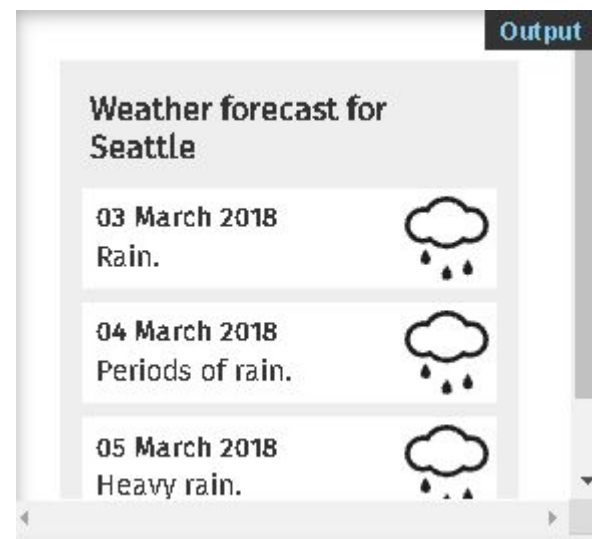 Output
Weather forecast for
Seattle
03 March 2018
Rain.
04 March 2018
Periods of rain.
05 March 2018
Heavy rain.